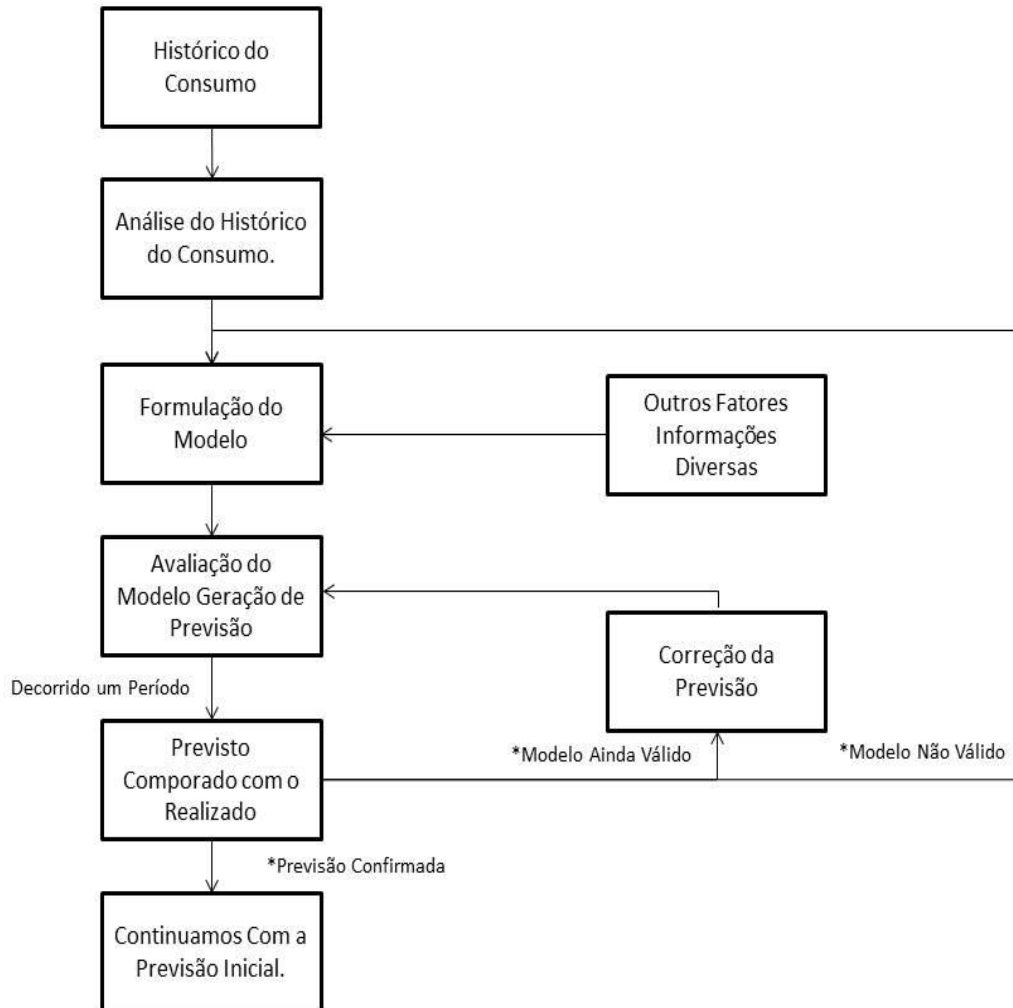 Histórico do
Consumo
Análise do Histórico
do Consumo.
Formulação do
Modelo
Outros Fatores
Informações
Diversas
Avaliação do
Modelo Geração de
Previsão
Correção da
Previsão
Decorrido um Período
Previsto
Comporado com o
Realizado
*Modelo Ainda Válido
*Modelo Não Válido
*Previsão Confirmada
Continuamos Com a
Previsão Inicial.